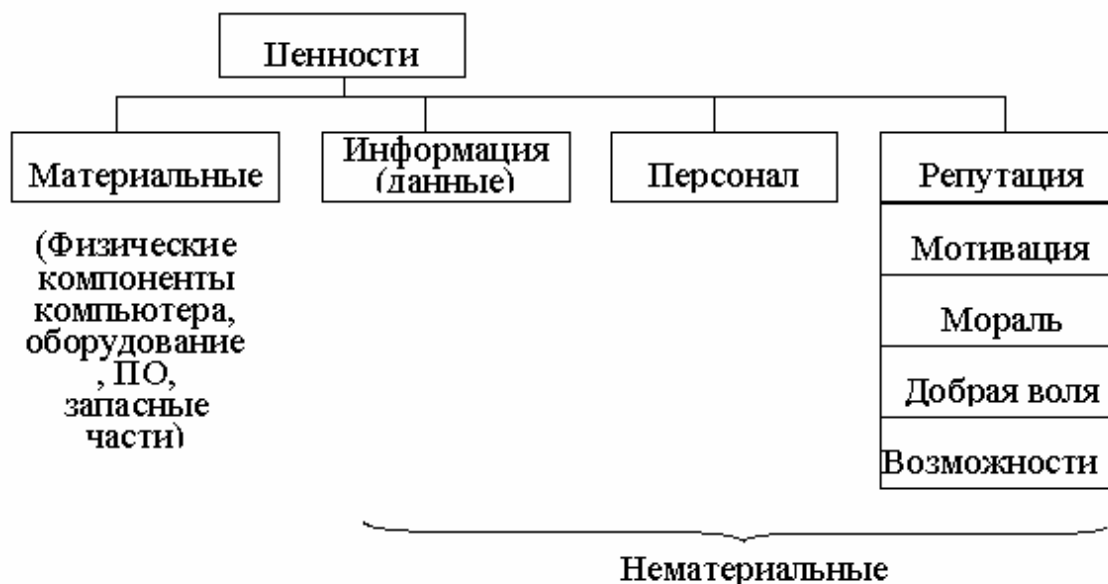 Ценности
Материальные
Информация
(данные)
Персонал
Репутация
(Физические
компоненты
компьютера,
оборудование
, ПО,
запасные
части)
Мотивация
Мораль
Добрая воля
Возможности
Нематериальные